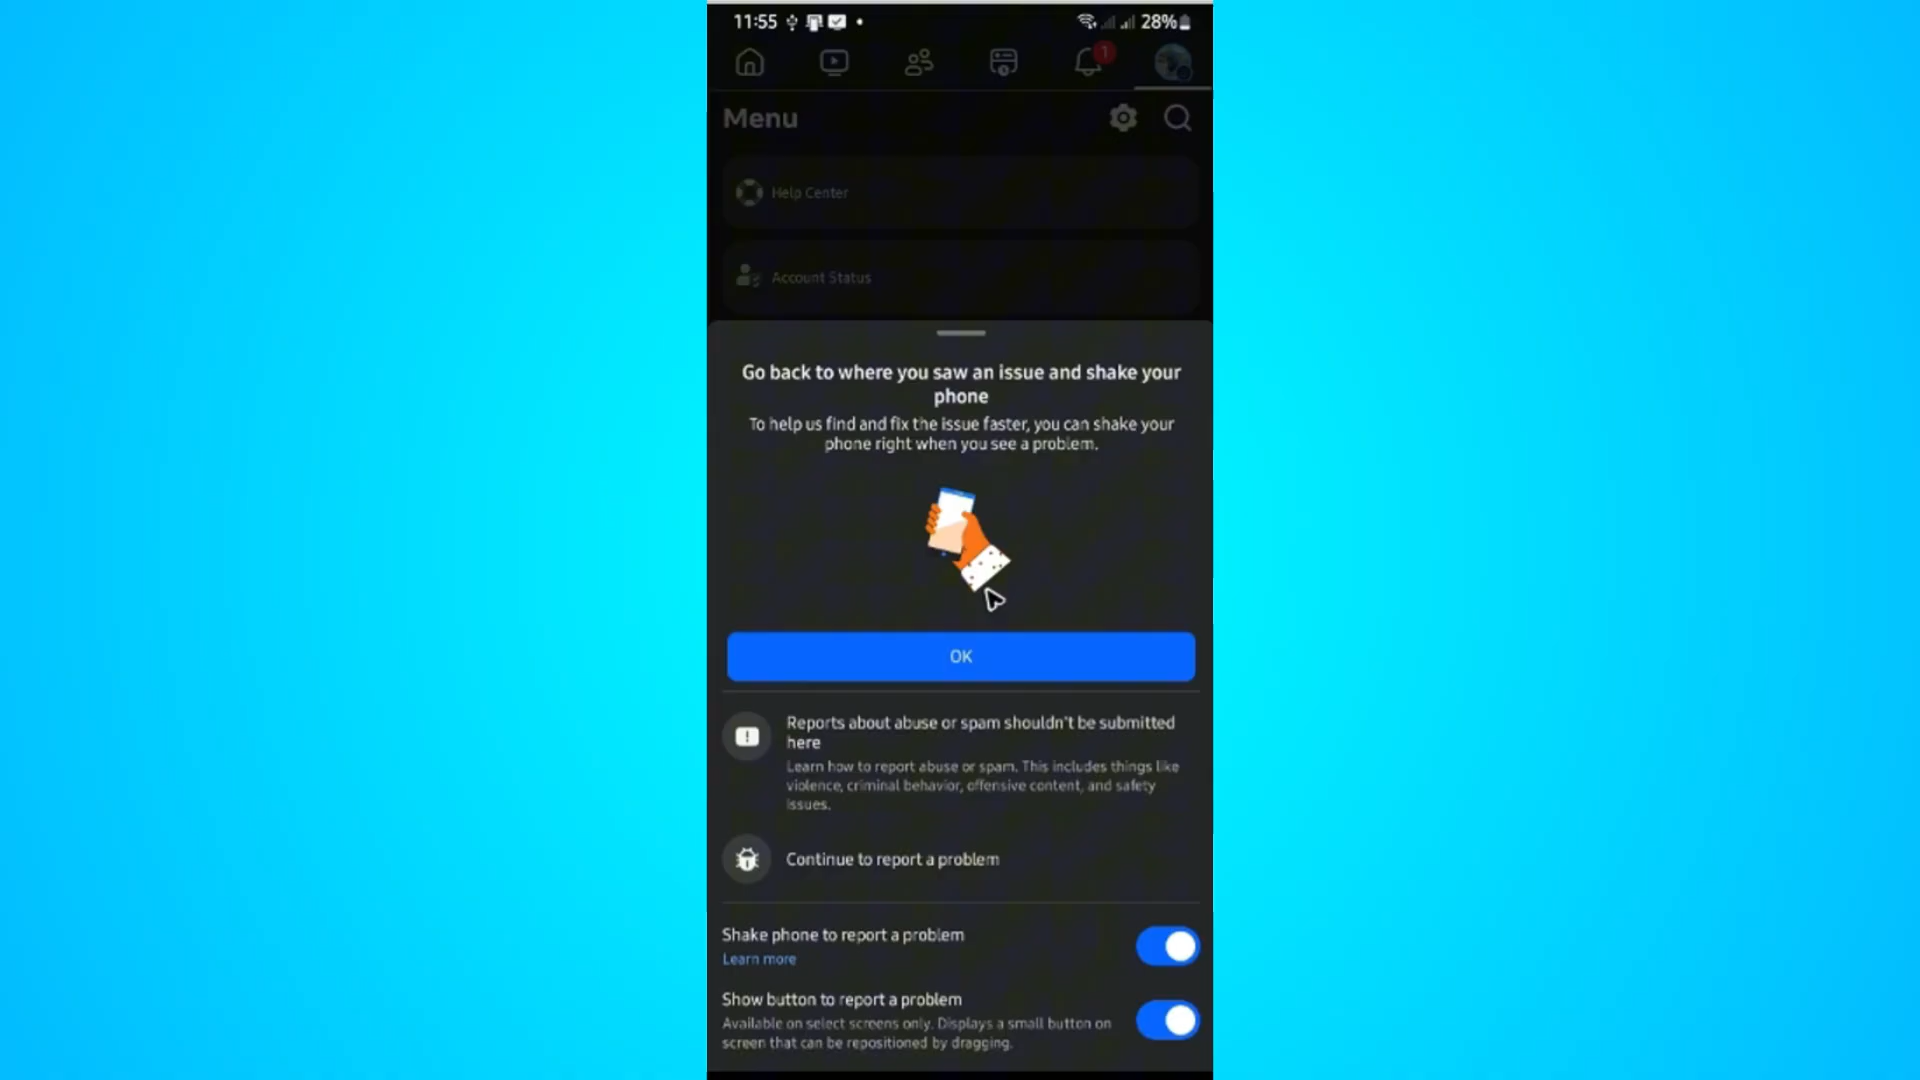 11:55
28%
1
Menu
Help Center
Account Status
Go back to where you saw an issue and shake your
phone
To help us find and fix the issue faster, you can shake your
phone right when you see a problem.
OK
Reports about abuse or spam shouldn't be submitted
here
Learn how to report abuse or spam. This includes things like
violence, criminal behavior, offensive content, and safety
issues.
Continue to report a problem
Shake phone to report a problem
Learn more
Show button to report a problem
Available on select screens only. Displays a small button on
screen that can be repositioned by dragging.